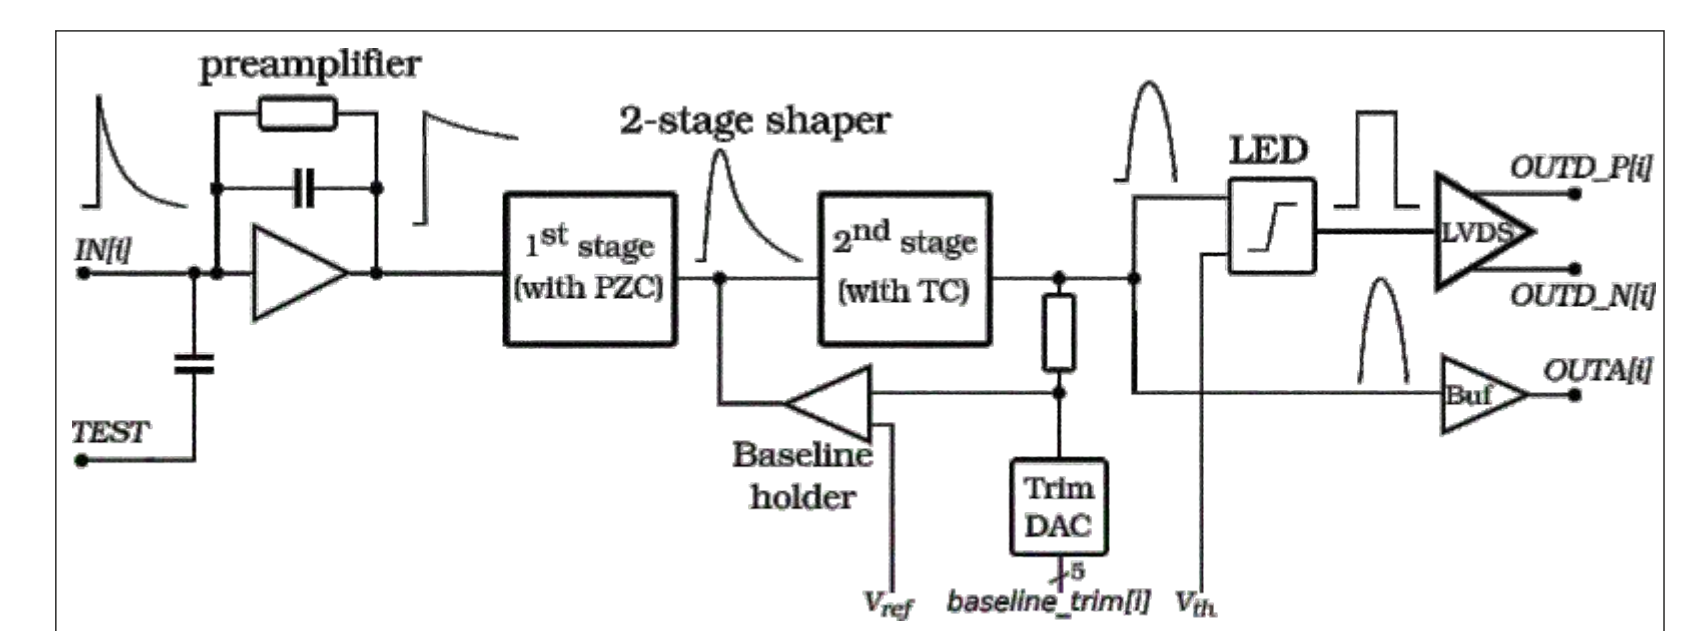 preamplifier
2-stage shaper
LED
OUTD_P[i]
IN[i]
1st stage
(with PZC)
2nd stage
(with TC)
LVDS
OUTD_N[i]
OUTA[i]
Buf
TEST
Baseline
holder
Trim
DAC
5
Vref
baseline_trim[i]
Vth